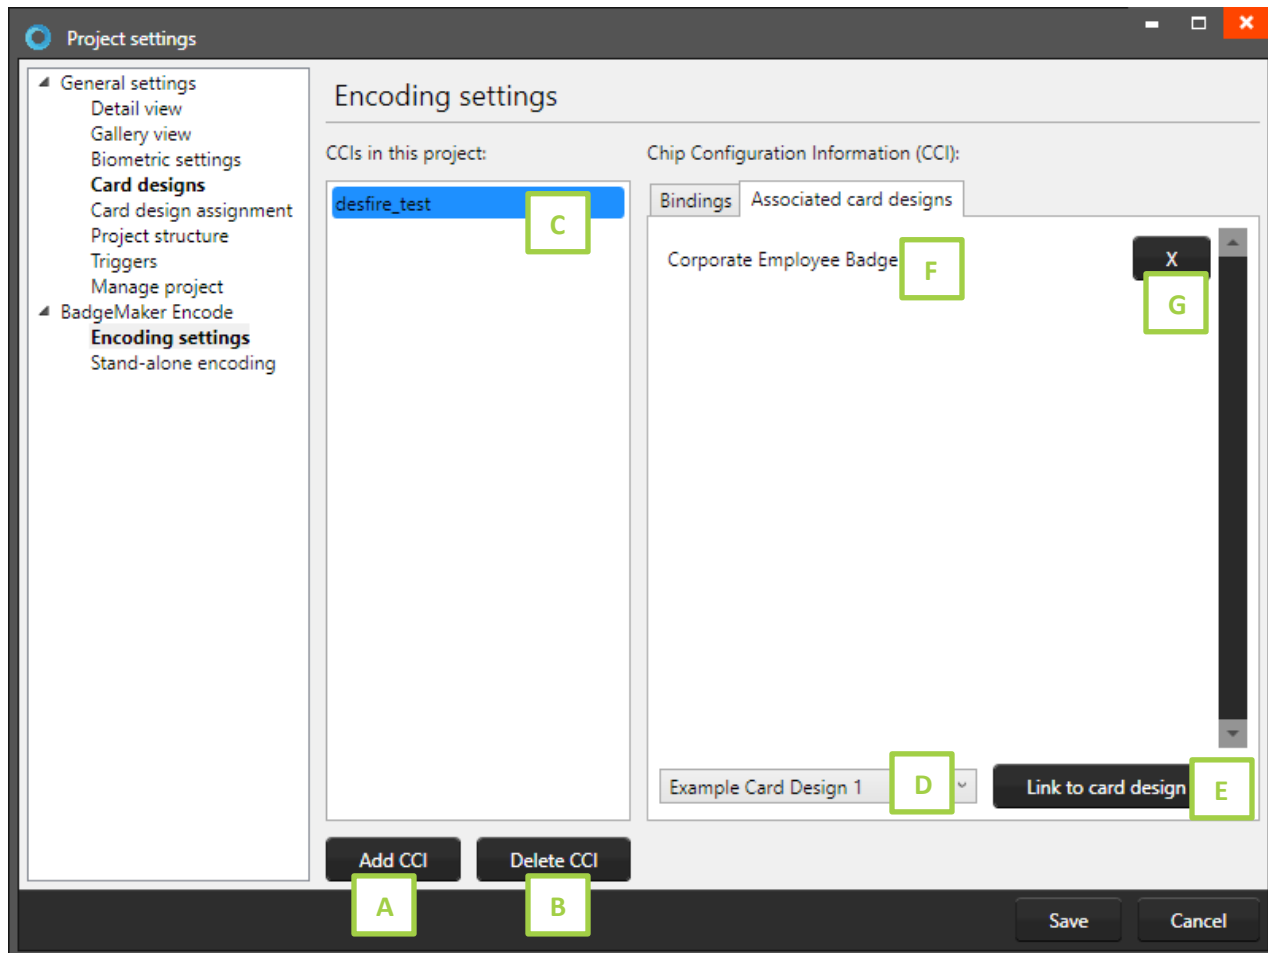 Project settings
General settings
Detail view
Gallery view
Biometric settings
Card designs
Card design assignment
Project structure
Triggers
Manage project
BadgeMaker Encode
Encoding settings
Stand-alone encoding
Encoding settings
CCIs in this project:
desfire_test
C
Add CCI
Delete CCI
A
B
Chip Configuration Information (CCI):
Bindings
Associated card designs
Corporate Employee Badge
F
X
G
Example Card Design 1
D
Link to card design
E
Save
Cancel